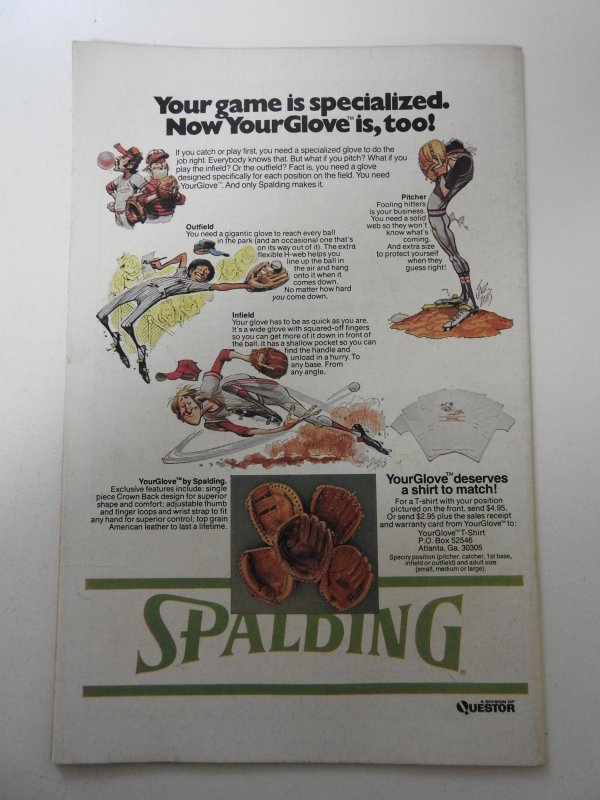 Your game is specialized.
Now YourGlove™ is, too!
If you catch or play first, you need a specialized glove to do the
job right. Everybody knows that. But what if you pitch? What if you
play the infield? Or the outfield? Fact is, you need a glove
designed specifically for each position on the field. You need
YourGlove™. And only Spalding makes it.
Pitcher
Fooling hitters
is your business.
You need a solid
web so they won't
know what's
coming.
And extra size
to protect yourself
when they
guess right!
Outfield
You need a gigantic glove to reach every ball
in the park (and an occasional one that's
on its way out of it). The extra
flexible H-web helps you
line up the ball in
the air and hang
onto it when it
comes down.
No matter how hard
you come down.
Infield
Your glove has to be as quick as you are.
It's a wide glove with squared-off fingers
so you can get more of it down in front of
the ball. It has a shallow pocket so you can
find the handle and
unload in a hurry. To
any base. From
any angle.
YourGlove™ by Spalding.
Exclusive features include: single
piece Crown Back design for superior
shape and comfort; adjustable thumb
and finger loops and wrist strap to fit
any hand for superior control; top grain
American leather to last a lifetime.
YourGlove™ deserves
a shirt to match!
For a T-shirt with your position
pictured on the front, send $4.95.
Or send $2.95 plus the sales receipt
and warranty card from YourGlove™ to:
YourGlove™ T-Shirt
P.O. Box 52546
Atlanta, Ga. 30305
Specify position (pitcher, catcher, 1st base,
infield or outfield) and adult size
(small, medium or large).
SPALDING®
A DIVISION OF
QUESTOR